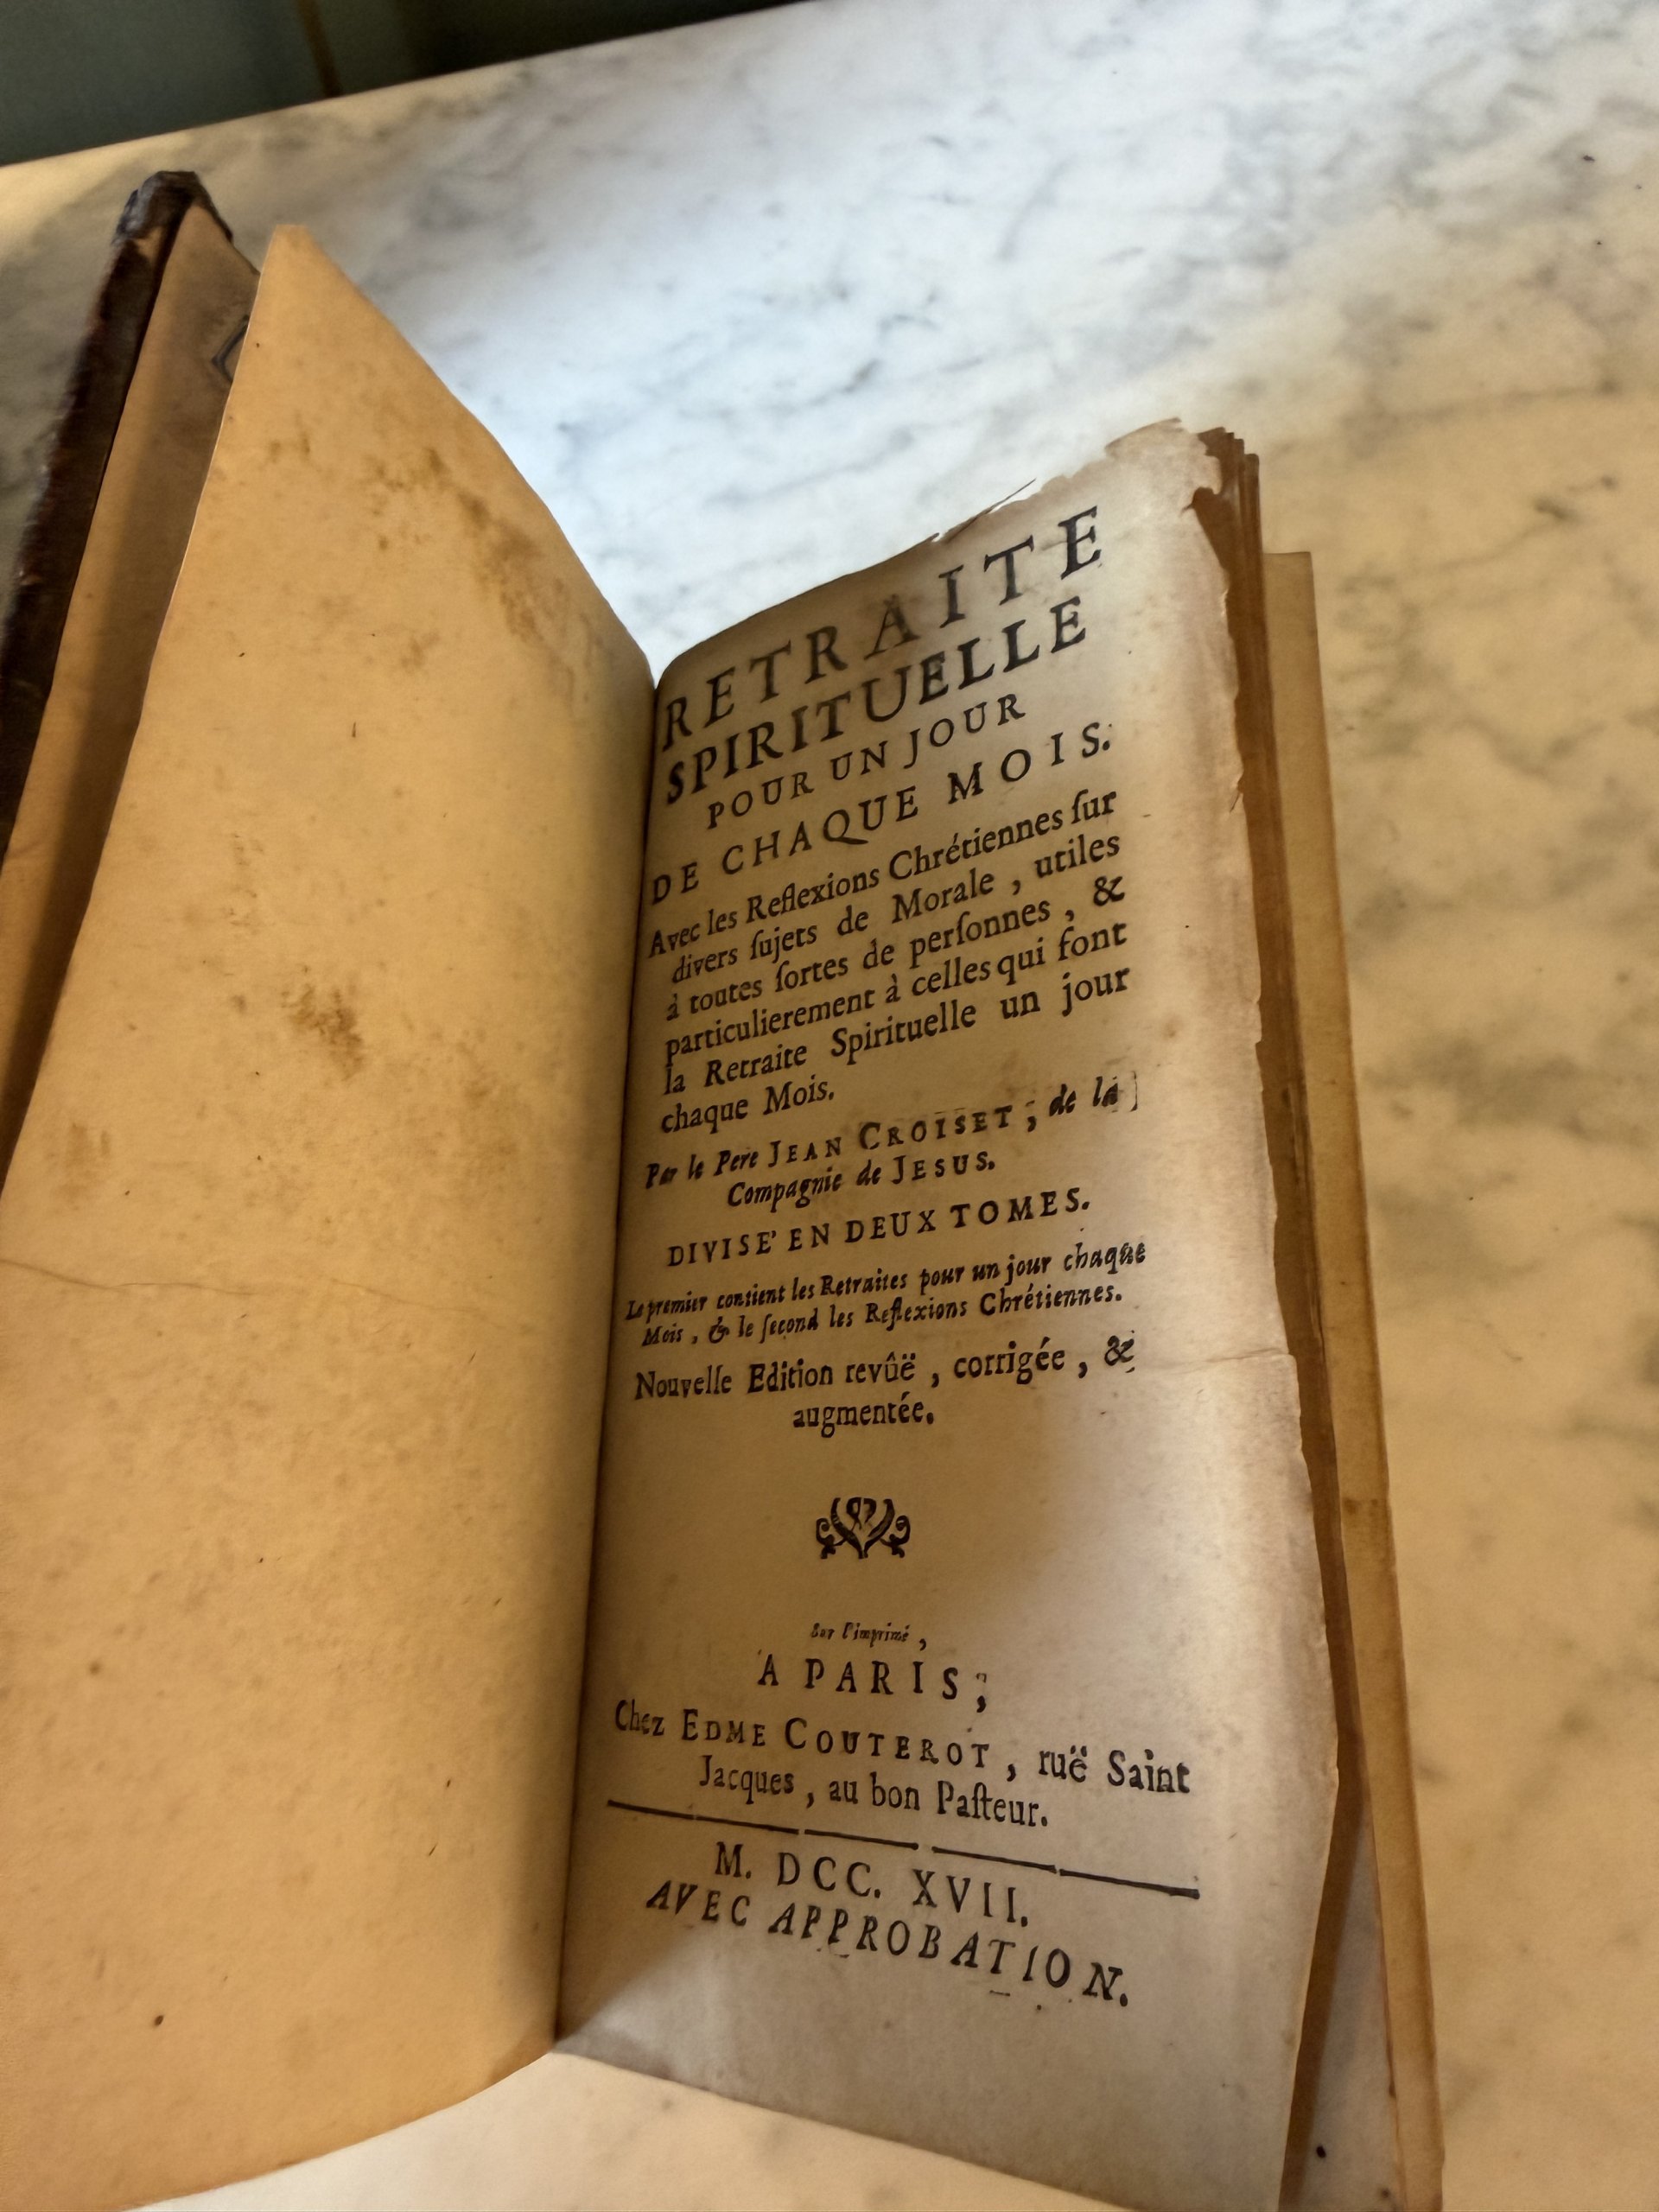 RETRAITE
SPIRITUELLE
POUR UN JOUR
DE CHAQUE MOIS.
Avec les Reflexions Chrétiennes ſur
divers ſujets de Morale , utiles
à toutes ſortes de perſonnes , &
particulierement à celles qui font
la Retraite Spirituelle un jour
chaque Mois.
Par le Pere JEAN CROISET, de la
Compagnie de JESUS.
DIVISE' EN DEUX TOMES.
Le premier contient les Retraites pour un jour chaque
Mois , & le ſecond les Reflexions Chrétiennes.
Nouvelle Edition revûë , corrigée , &
augmentée.
Sur l'imprimé ,
A PARIS,
Chez EDME COUTEROT , ruë Saint
Jacques , au bon Paſteur.
M. DCC. XVII.
AVEC APPROBATION.